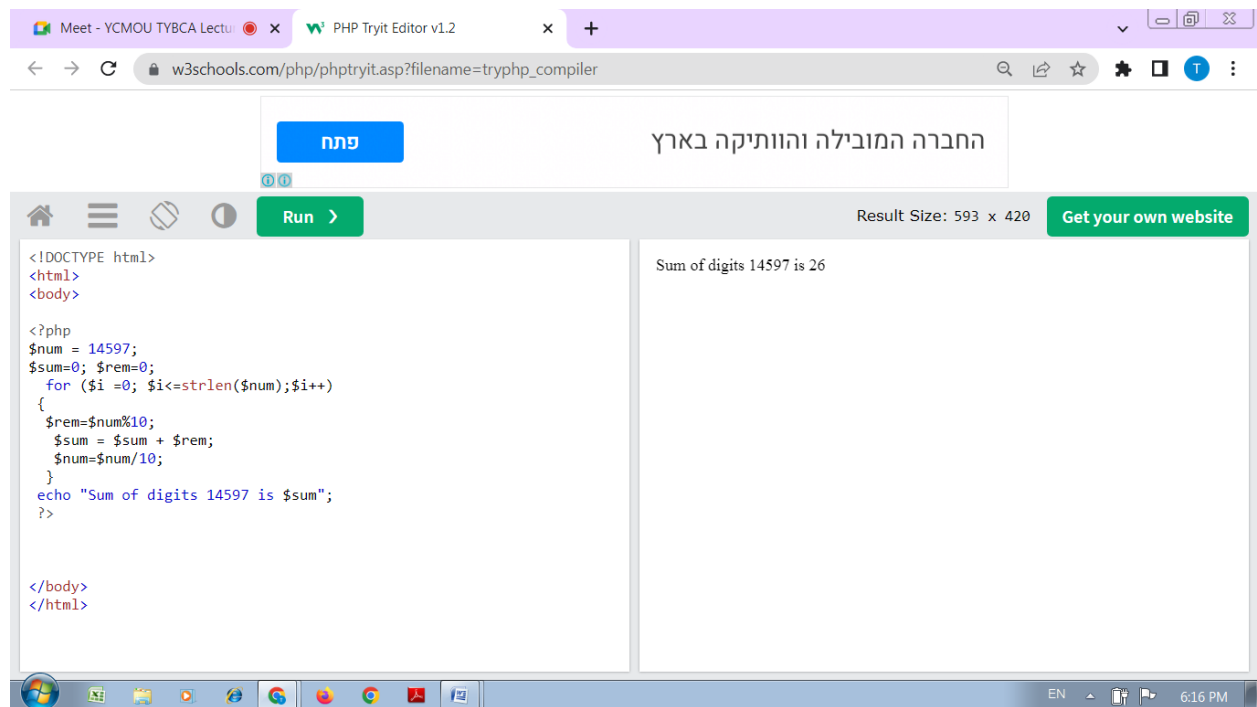 Meet - YCMOU TYBCA Lectu
PHP Tryit Editor v1.2
w3schools.com/php/phptryit.asp?filename=tryphp_compiler
T
החברה המובילה והוותיקה בארץ
פתח
Run ❯
Result Size: 593 x 420
Get your own website
<!DOCTYPE html>
<html>
<body>
<?php
$num = 14597;
$sum=0; $rem=0;
for ($i =0; $i<=strlen($num);$i++)
{
$rem=$num%10;
$sum = $sum + $rem;
$num=$num/10;
}
echo "Sum of digits 14597 is $sum";
?>
</body>
</html>
Sum of digits 14597 is 26
EN
6:16 PM